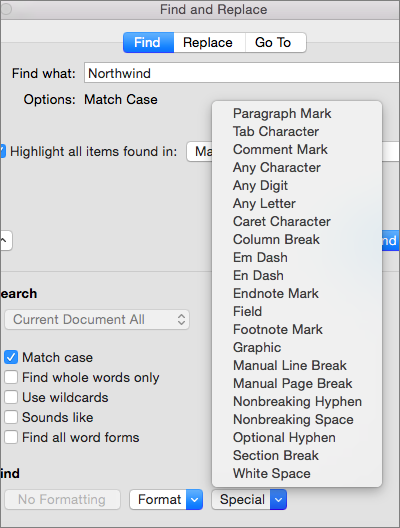 Find and Replace
Find Replace Go To
Find what: Northwind
Options: Match Case
Highlight all items found in: Ma
nd
Paragraph Mark
Tab Character
Comment Mark
Any Character
Any Digit
Any Letter
Caret Character
Column Break
Em Dash
En Dash
Endnote Mark
Field
Footnote Mark
Graphic
Manual Line Break
Manual Page Break
Nonbreaking Hyphen
Nonbreaking Space
Optional Hyphen
Section Break
White Space
earch
Current Document All
Match case
Find whole words only
Use wildcards
Sounds like
Find all word forms
ind
No Formatting Format Special